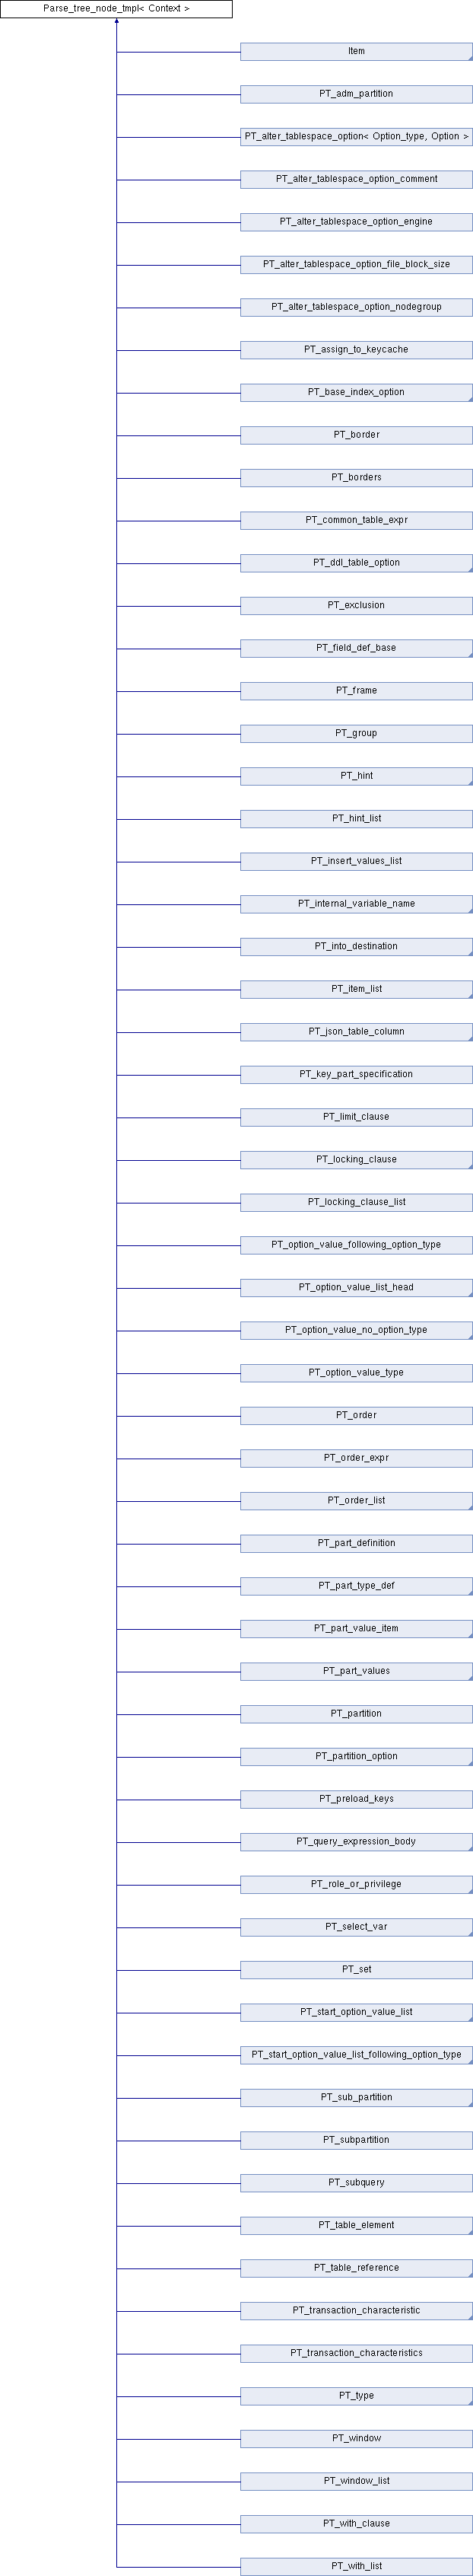 Parse_tree_node_tmpl< Context >
Item
PT_adm_partition
PT_alter_tablespace_option< Option_type, Option >
PT_alter_tablespace_option_comment
PT_alter_tablespace_option_engine
PT_alter_tablespace_option_file_block_size
PT_alter_tablespace_option_nodegroup
PT_assign_to_keycache
PT_base_index_option
PT_border
PT_borders
PT_common_table_expr
PT_ddl_table_option
PT_exclusion
PT_field_def_base
PT_frame
PT_group
PT_hint
PT_hint_list
PT_insert_values_list
PT_internal_variable_name
PT_into_destination
PT_item_list
PT_json_table_column
PT_key_part_specification
PT_limit_clause
PT_locking_clause
PT_locking_clause_list
PT_option_value_following_option_type
PT_option_value_list_head
PT_option_value_no_option_type
PT_option_value_type
PT_order
PT_order_expr
PT_order_list
PT_part_definition
PT_part_type_def
PT_part_value_item
PT_part_values
PT_partition
PT_partition_option
PT_preload_keys
PT_query_expression_body
PT_role_or_privilege
PT_select_var
PT_set
PT_start_option_value_list
PT_start_option_value_list_following_option_type
PT_sub_partition
PT_subpartition
PT_subquery
PT_table_element
PT_table_reference
PT_transaction_characteristic
PT_transaction_characteristics
PT_type
PT_window
PT_window_list
PT_with_clause
PT_with_list